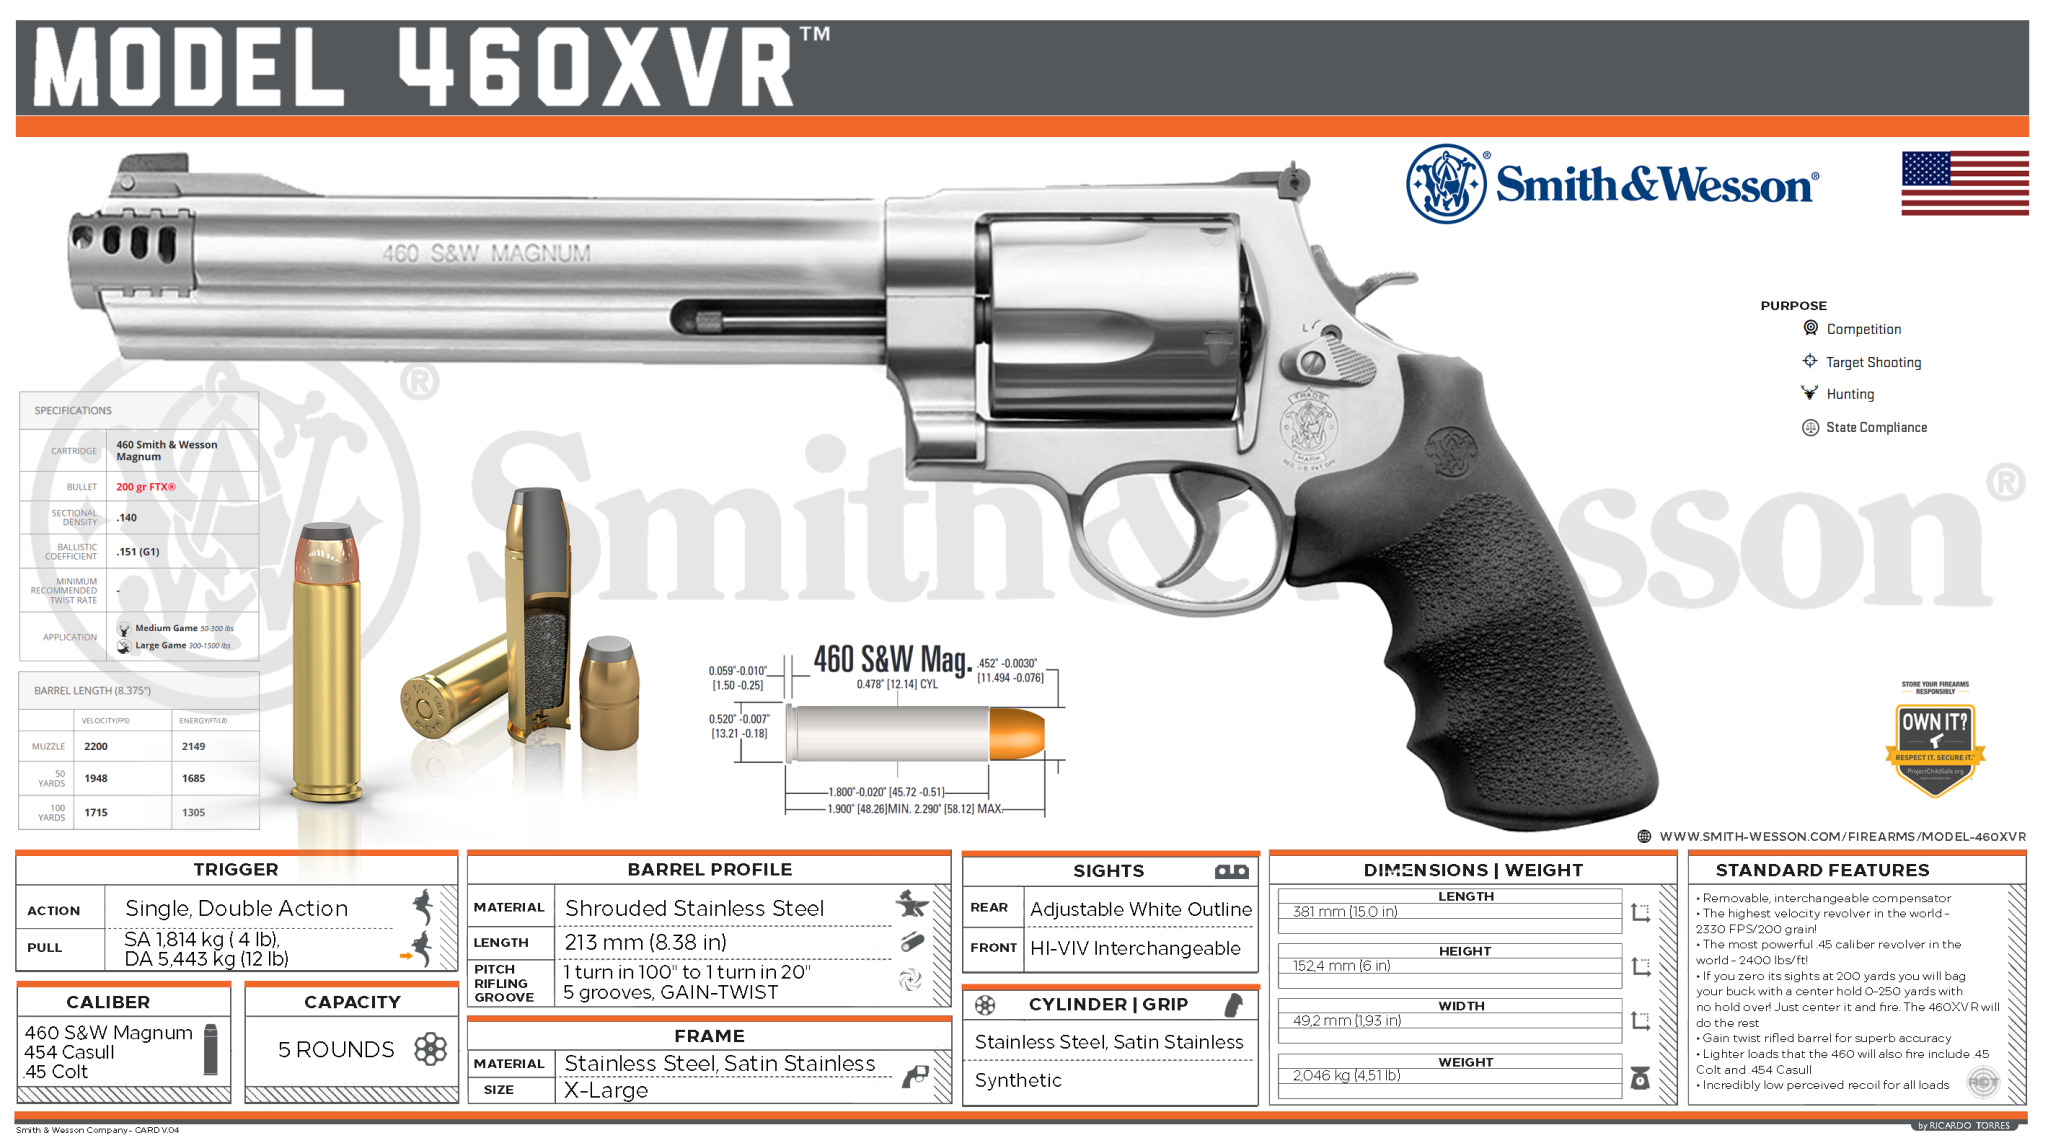 MODEL 460XVR™
Smith & Wesson®
460 S&W MAGNUM
PURPOSE
Competition
Target Shooting
Hunting
State Compliance
L
TRADE
MARK
REG. U.S. PAT. OFF.
Smith & Wesson®
SPECIFICATIONS
CARTRIDGE 460 Smith & Wesson Magnum
BULLET 200 gr FTX®
SECTIONAL DENSITY .140
BALLISTIC COEFFICIENT .151 (G1)
MINIMUM RECOMMENDED TWIST RATE -
APPLICATION Medium Game 50-300 lbs
Large Game 300-1500 lbs
BARREL LENGTH (8.375")
VELOCITY(FPS) ENERGY(FT/LB)
MUZZLE 2200 2149
50 YARDS 1948 1685
100 YARDS 1715 1305
460 S&W Mag.
0.059"-0.010"
[1.50 -0.25]
0.478" [12.14] CYL
.452" -0.0030"
[11.494 -0.076]
0.520" -0.007"
[13.21 -0.18]
1.800"-0.020" [45.72 -0.51]
1.900" [48.26]MIN. 2.290" [58.12] MAX.
STORE YOUR FIREARMS
RESPONSIBLY
OWN IT?
RESPECT IT. SECURE IT.
ProjectChildSafe.org
WWW.SMITH-WESSON.COM/FIREARMS/MODEL-460XVR
TRIGGER
ACTION Single, Double Action
PULL SA 1,814 kg ( 4 lb),
DA 5,443 kg (12 lb)
CALIBER
460 S&W Magnum
454 Casull
.45 Colt
CAPACITY
5 ROUNDS
BARREL PROFILE
MATERIAL Shrouded Stainless Steel
LENGTH 213 mm (8.38 in)
PITCH RIFLING GROOVE 1 turn in 100" to 1 turn in 20"
5 grooves, GAIN-TWIST
FRAME
MATERIAL Stainless Steel, Satin Stainless
SIZE X-Large
SIGHTS
REAR Adjustable White Outline
FRONT HI-VIV Interchangeable
CYLINDER | GRIP
Stainless Steel, Satin Stainless
Synthetic
DIMENSIONS | WEIGHT
LENGTH
381 mm (15.0 in)
HEIGHT
152,4 mm (6 in)
WIDTH
49,2 mm (1,93 in)
WEIGHT
2,046 kg (4,51 lb)
STANDARD FEATURES
• Removable, interchangeable compensator
• The highest velocity revolver in the world -
2330 FPS/200 grain!
• The most powerful .45 caliber revolver in the
world - 2400 lbs/ft!
• If you zero its sights at 200 yards you will bag
your buck with a center hold 0-250 yards with
no hold over! Just center it and fire. The 460XVR will
do the rest
• Gain twist rifled barrel for superb accuracy
• Lighter loads that the 460 will also fire include .45
Colt and .454 Casull
• Incredibly low perceived recoil for all loads
RCT
Smith & Wesson Company - CARD V.04
by RICARDO TORRES